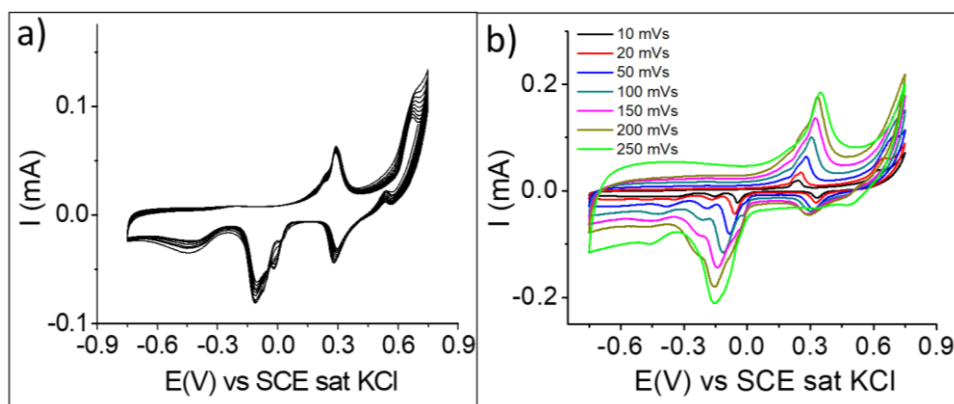 a)
I (mA)
0.1
0.0
-0.1
-0.9 -0.6 -0.3 0.0 0.3 0.6 0.9
E(V) vs SCE sat KCl
b)
10 mVs
20 mVs
50 mVs
100 mVs
150 mVs
200 mVs
250 mVs
I (mA)
0.2
0.0
-0.2
-0.6 -0.3 0.0 0.3 0.6 0.9
E(V) vs SCE sat KCl